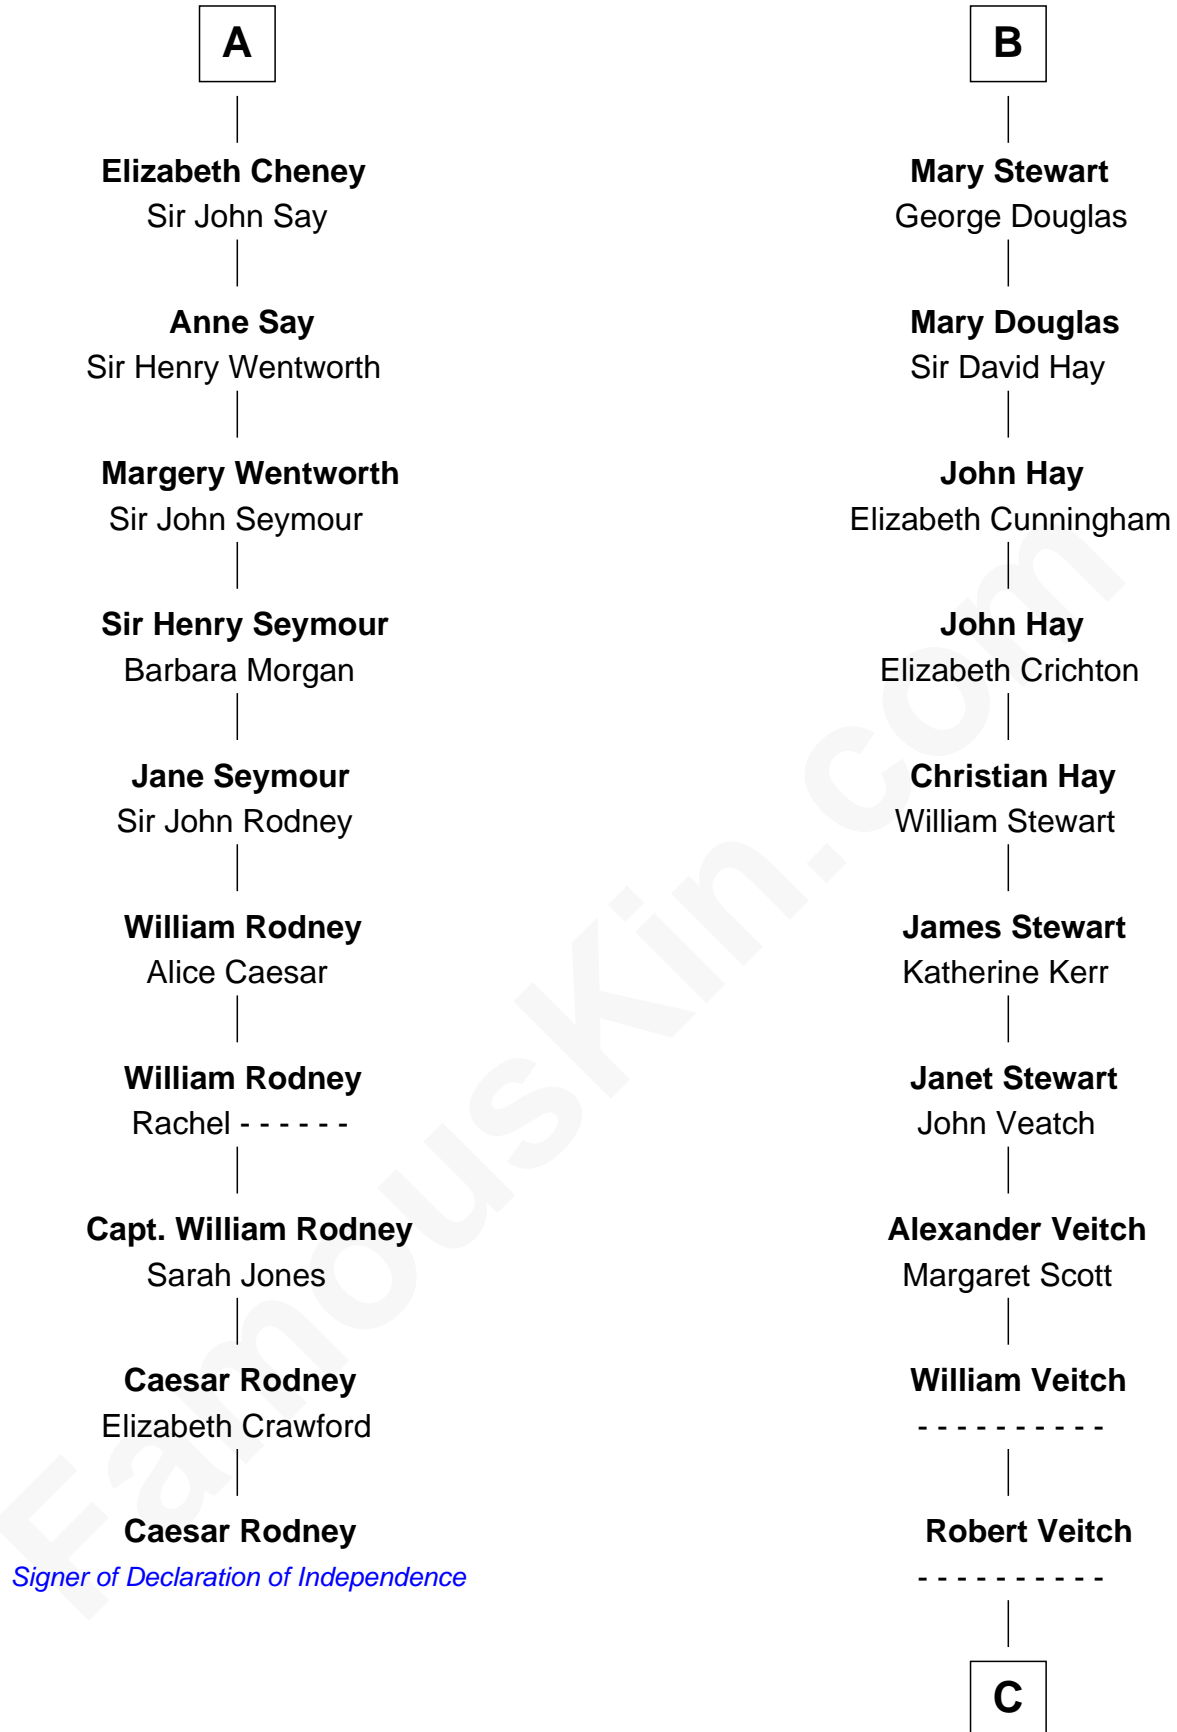 A
Elizabeth Cheney
Sir John Say
Anne Say
Sir Henry Wentworth
Margery Wentworth
Sir John Seymour
Sir Henry Seymour
Barbara Morgan
Jane Seymour
Sir John Rodney
William Rodney
Alice Caesar
William Rodney
Rachel - - - - - -
Capt. William Rodney
Sarah Jones
Caesar Rodney
Elizabeth Crawford
Caesar Rodney
Signer of Declaration of Independence
B
Mary Stewart
George Douglas
Mary Douglas
Sir David Hay
John Hay
Elizabeth Cunningham
John Hay
Elizabeth Crichton
Christian Hay
William Stewart
James Stewart
Katherine Kerr
Janet Stewart
John Veatch
Alexander Veitch
Margaret Scott
William Veitch
- - - - - - - - - -
Robert Veitch
- - - - - - - - - -
C
FamousKin.com